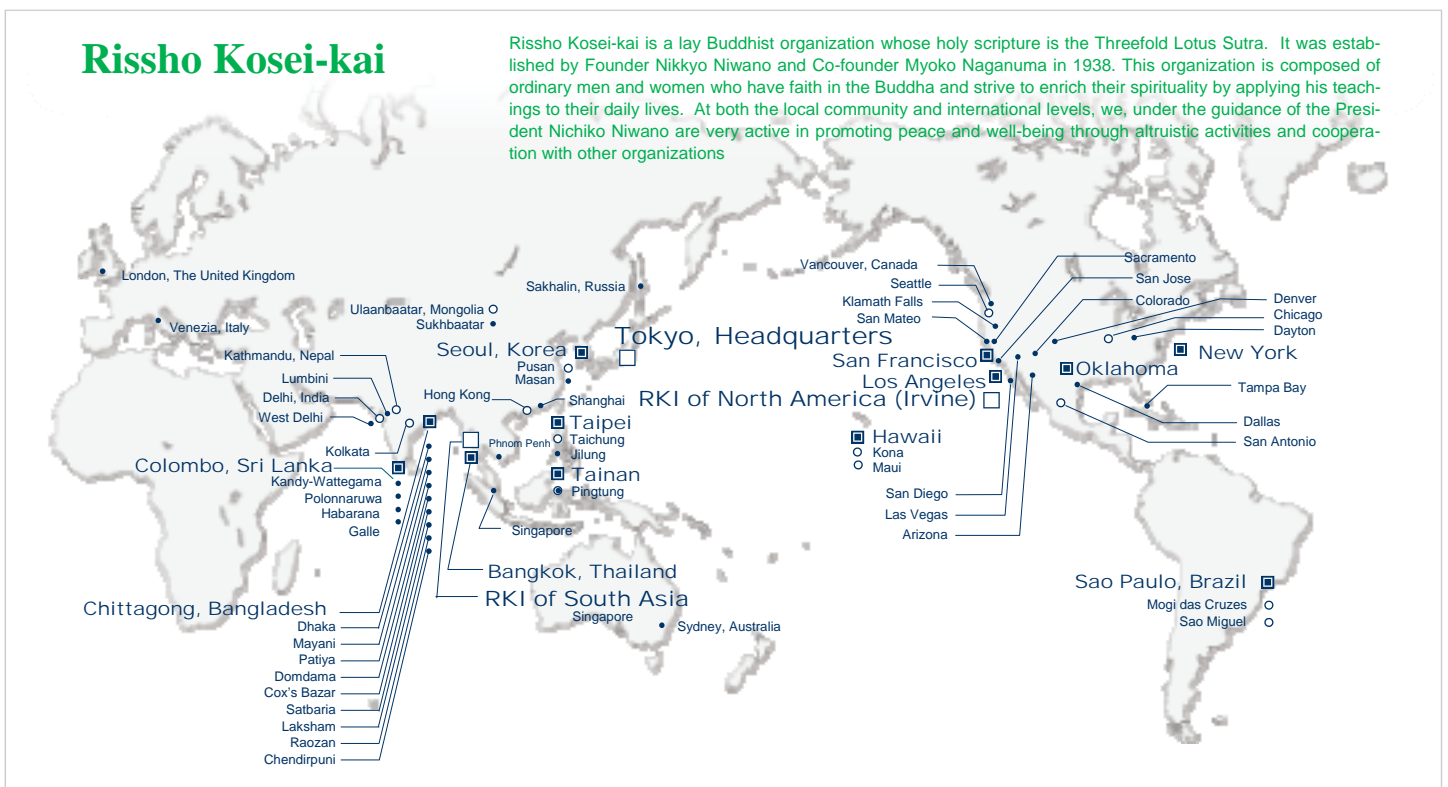 Rissho Kosei-kai
Rissho Kosei-kai is a lay Buddhist organization whose holy scripture is the Threefold Lotus Sutra. It was estab-
lished by Founder Nikkyo Niwano and Co-founder Myoko Naganuma in 1938. This organization is composed of
ordinary men and women who have faith in the Buddha and strive to enrich their spirituality by applying his teach-
ings to their daily lives. At both the local community and international levels, we, under the guidance of the Presi-
dent Nichiko Niwano are very active in promoting peace and well-being through altruistic activities and coopera-
tion with other organizations
London, The United Kingdom
Venezia, Italy
Ulaanbaatar, Mongolia
Sukhbaatar
Sakhalin, Russia
Tokyo, Headquarters
Seoul, Korea
Pusan
Masan
Kathmandu, Nepal
Lumbini
Delhi, India
West Delhi
Kolkata
Hong Kong
Shanghai
Taipei
Taichung
Jilung
Tainan
Pingtung
Phnom Penh
Colombo, Sri Lanka
Kandy-Wattegama
Polonnaruwa
Habarana
Galle
Singapore
Bangkok, Thailand
RKI of South Asia
Singapore
Sydney, Australia
Chittagong, Bangladesh
Dhaka
Mayani
Patiya
Domdama
Cox's Bazar
Satbaria
Laksham
Raozan
Chendirpuni
Vancouver, Canada
Seattle
Klamath Falls
San Mateo
San Francisco
Los Angeles
RKI of North America (Irvine)
Hawaii
Kona
Maui
San Diego
Las Vegas
Arizona
Sacramento
San Jose
Colorado
Denver
Chicago
Dayton
New York
Oklahoma
Tampa Bay
Dallas
San Antonio
Sao Paulo, Brazil
Mogi das Cruzes
Sao Miguel